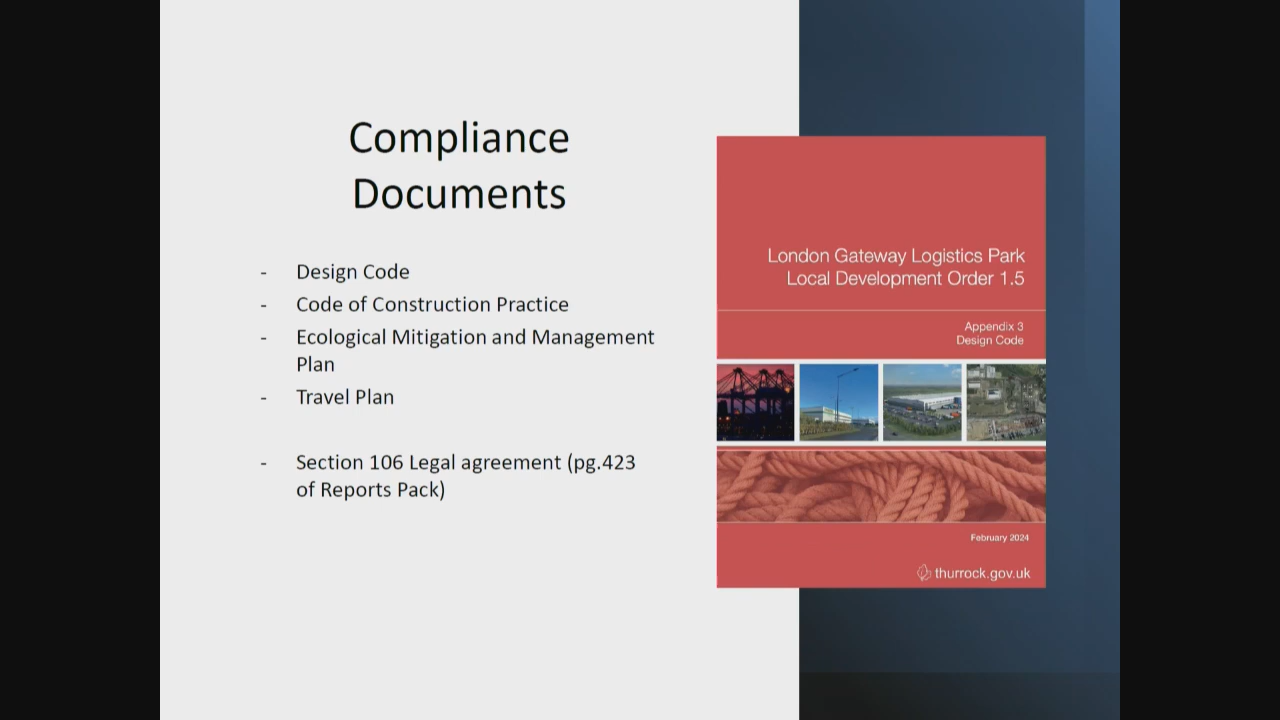 Compliance
Documents
- Design Code
- Code of Construction Practice
- Ecological Mitigation and Management
Plan
- Travel Plan
- Section 106 Legal agreement (pg.423
of Reports Pack)
London Gateway Logistics Park
Local Development Order 1.5
Appendix 3
Design Code
February 2024
thurrock.gov.uk